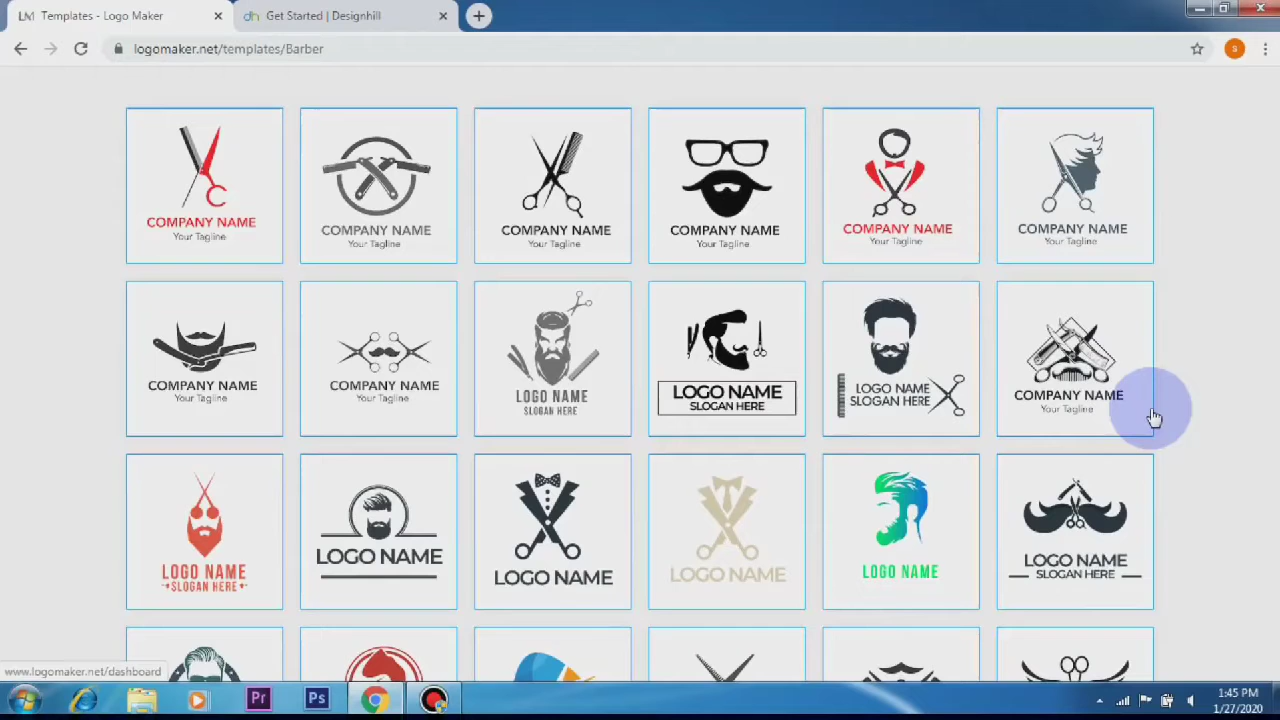 LM Templates - Logo Maker
dh Get Started | Designhill
logomaker.net/templates/Barber
S
COMPANY NAME
Your Tagline
COMPANY NAME
Your Tagline
COMPANY NAME
Your Tagline
COMPANY NAME
Your Tagline
COMPANY NAME
Your Tagline
COMPANY NAME
Your Tagline
COMPANY NAME
Your Tagline
COMPANY NAME
Your Tagline
LOGO NAME
SLOGAN HERE
LOGO NAME
SLOGAN HERE
LOGO NAME
SLOGAN HERE
COMPANY NAME
Your Tagline
LOGO NAME
SLOGAN HERE
LOGO NAME
LOGO NAME
LOGO NAME
LOGO NAME
LOGO NAME
SLOGAN HERE
www.logomaker.net/dashboard
Pr
Ps
1:45 PM
1/27/2020